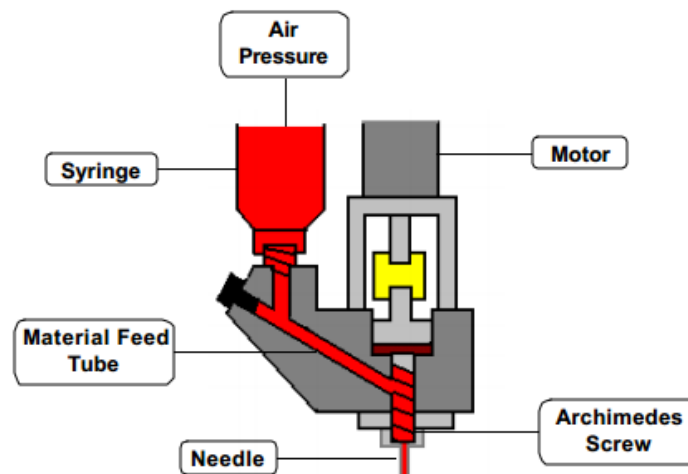 Air
Pressure
Syringe
Motor
Material Feed
Tube
Archimedes
Screw
Needle